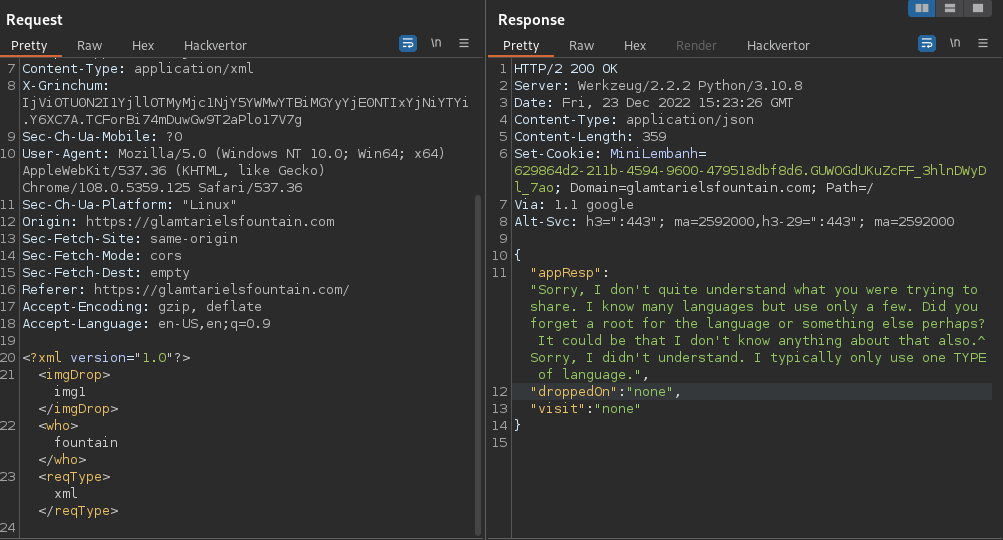 Request
Pretty
Raw
Hex
Hackvertor
\n
7 Content-Type: application/xml
8 X-Grinchum:
IjViOTU0N2I1YjllOTMyMjc1NjY5YWMwYTBiMGYyYjE0NTIxYjNiYTYi
.Y6XC7A.TCForBi74mDuwGw9T2aPlo17V7g
9 Sec-Ch-Ua-Mobile: ?0
10 User-Agent: Mozilla/5.0 (Windows NT 10.0; Win64; x64)
AppleWebKit/537.36 (KHTML, like Gecko)
Chrome/108.0.5359.125 Safari/537.36
11 Sec-Ch-Ua-Platform: "Linux"
12 Origin: https://glamtarielsfountain.com
13 Sec-Fetch-Site: same-origin
14 Sec-Fetch-Mode: cors
15 Sec-Fetch-Dest: empty
16 Referer: https://glamtarielsfountain.com/
17 Accept-Encoding: gzip, deflate
18 Accept-Language: en-US,en;q=0.9
19
20 <?xml version="1.0"?>
21 <imgDrop>
img1
</imgDrop>
22 <who>
fountain
</who>
23 <reqType>
xml
</reqType>
24
Response
Pretty
Raw
Hex
Render
Hackvertor
\n
1 HTTP/2 200 OK
2 Server: Werkzeug/2.2.2 Python/3.10.8
3 Date: Fri, 23 Dec 2022 15:23:26 GMT
4 Content-Type: application/json
5 Content-Length: 359
6 Set-Cookie: MiniLembanh=
629864d2-211b-4594-9600-479518dbf8d6.GUWOGdUKuZcFF_3hlnDWyD
l_7ao; Domain=glamtarielsfountain.com; Path=/
7 Via: 1.1 google
8 Alt-Svc: h3=":443"; ma=2592000,h3-29=":443"; ma=2592000
9
10 {
11 "appResp":
"Sorry, I don't quite understand what you were trying to
share. I know many languages but use only a few. Did you
forget a root for the language or something else perhaps?
It could be that I don't know anything about that also.^
Sorry, I didn't understand. I typically only use one TYPE
of language.",
12 "droppedOn":"none",
13 "visit":"none"
14 }
15